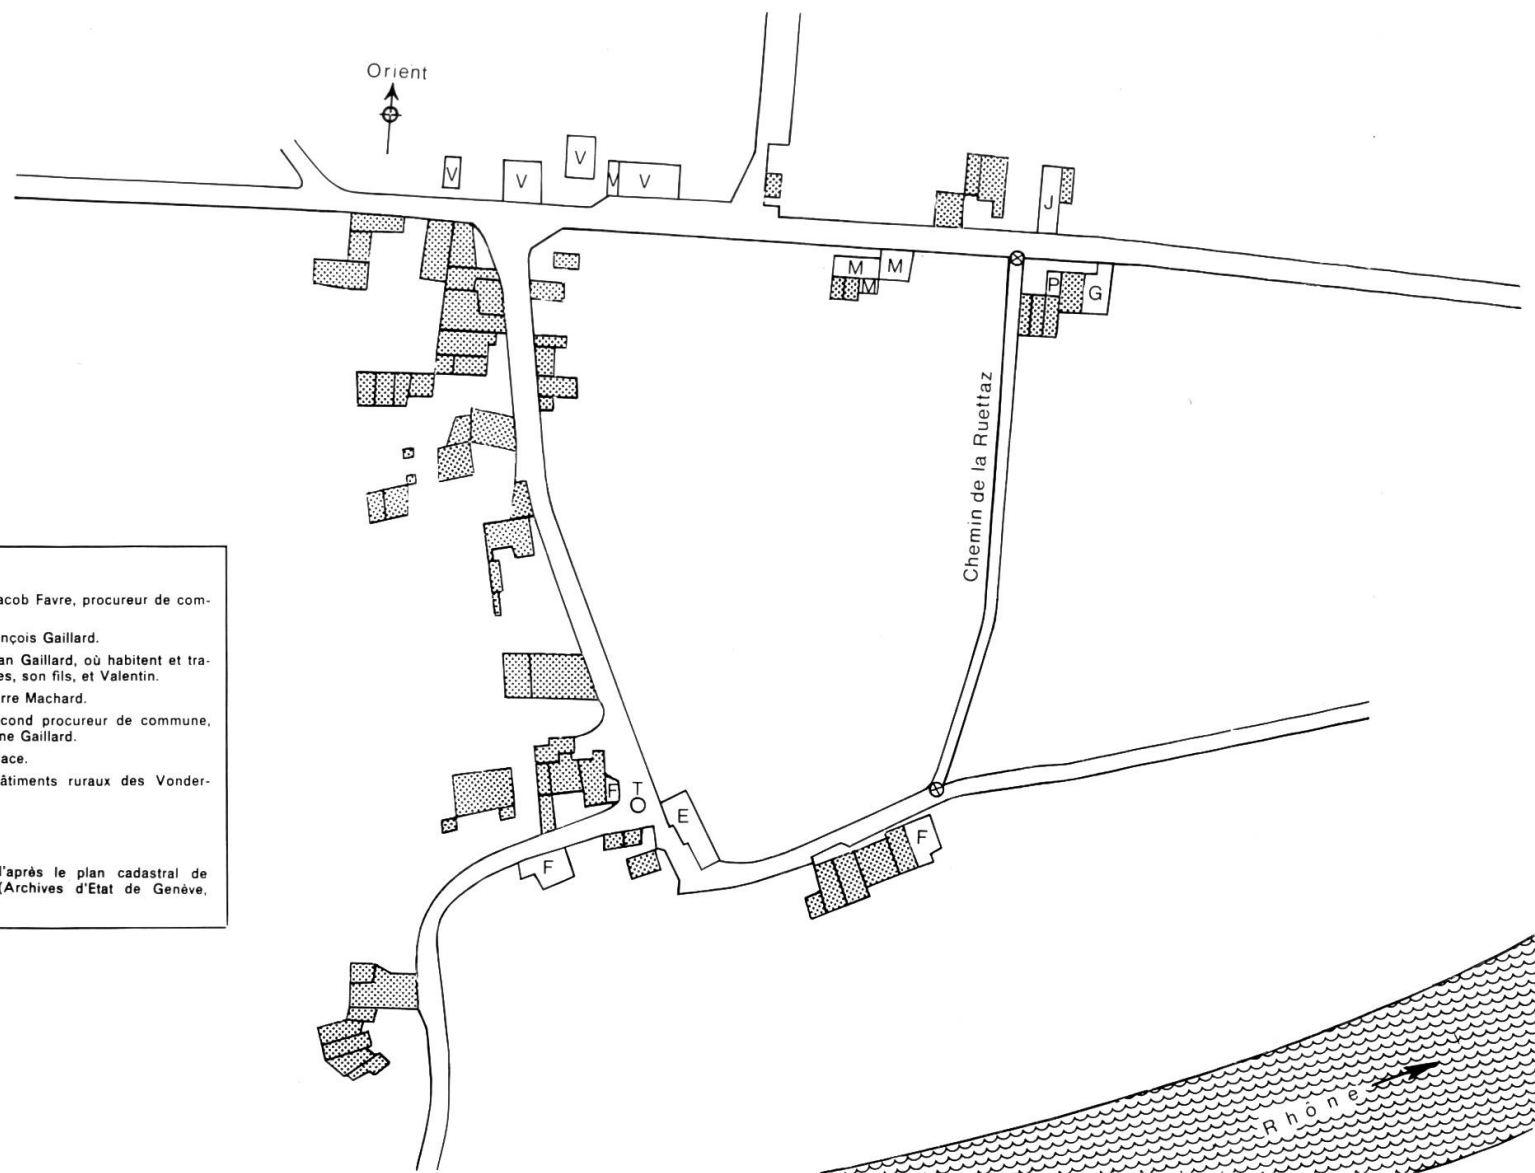 Orient
V
V
V
V
V
J
M
M
M
P
G
Chemin de la Ruettaz
acob Favre, procureur de com-
nçois Gaillard.
an Gaillard, où habitent et tra-
es, son fils, et Valentin.
rre Machard.
cond procureur de commune,
ne Gaillard.
ace.
âtiments ruraux des Vonder-
'après le plan cadastral de
(Archives d'Etat de Genève,
F
T
E
F
F
Rhône